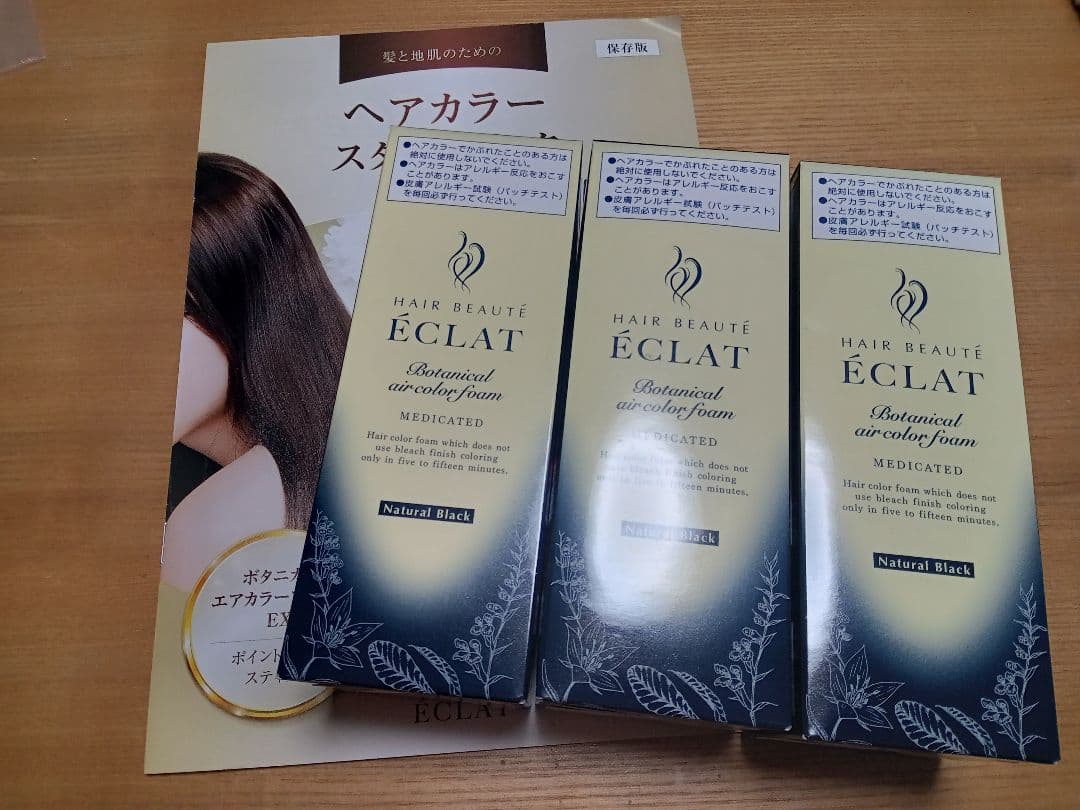 髪と地肌のための
保存版
ヘアカラー
スタ
ボタニカ
エアカラー
EX
ポイント
スティ
ÉCLAT
●ヘアカラーでかぶれたことのある方は
絶対に使用しないでください。
●ヘアカラーはアレルギー反応をおこす
ことがあります。
●皮膚アレルギー試験（パッチテスト）
を毎回必ず行ってください。
HAIR BEAUTÉ
ÉCLAT
Botanical
air color foam
MEDICATED
Hair color foam which does not
use bleach finish coloring
only in five to fifteen minutes.
Natural Black
●ヘアカラーでかぶれたことのある方は
絶対に使用しないでください。
●ヘアカラーはアレルギー反応をおこす
ことがあります。
●皮膚アレルギー試験（パッチテスト）
を毎回必ず行ってください。
HAIR BEAUTÉ
ÉCLAT
Botanical
air color foam
MEDICATED
Hair color foam which does not
use bleach finish coloring
only in five to fifteen minutes.
Natural Black
●ヘアカラーでかぶれたことのある方は
絶対に使用しないでください。
●ヘアカラーはアレルギー反応をおこす
ことがあります。
●皮膚アレルギー試験（パッチテスト）
を毎回必ず行ってください。
HAIR BEAUTÉ
ÉCLAT
Botanical
air color foam
MEDICATED
Hair color foam which does not
use bleach finish coloring
only in five to fifteen minutes.
Natural Black